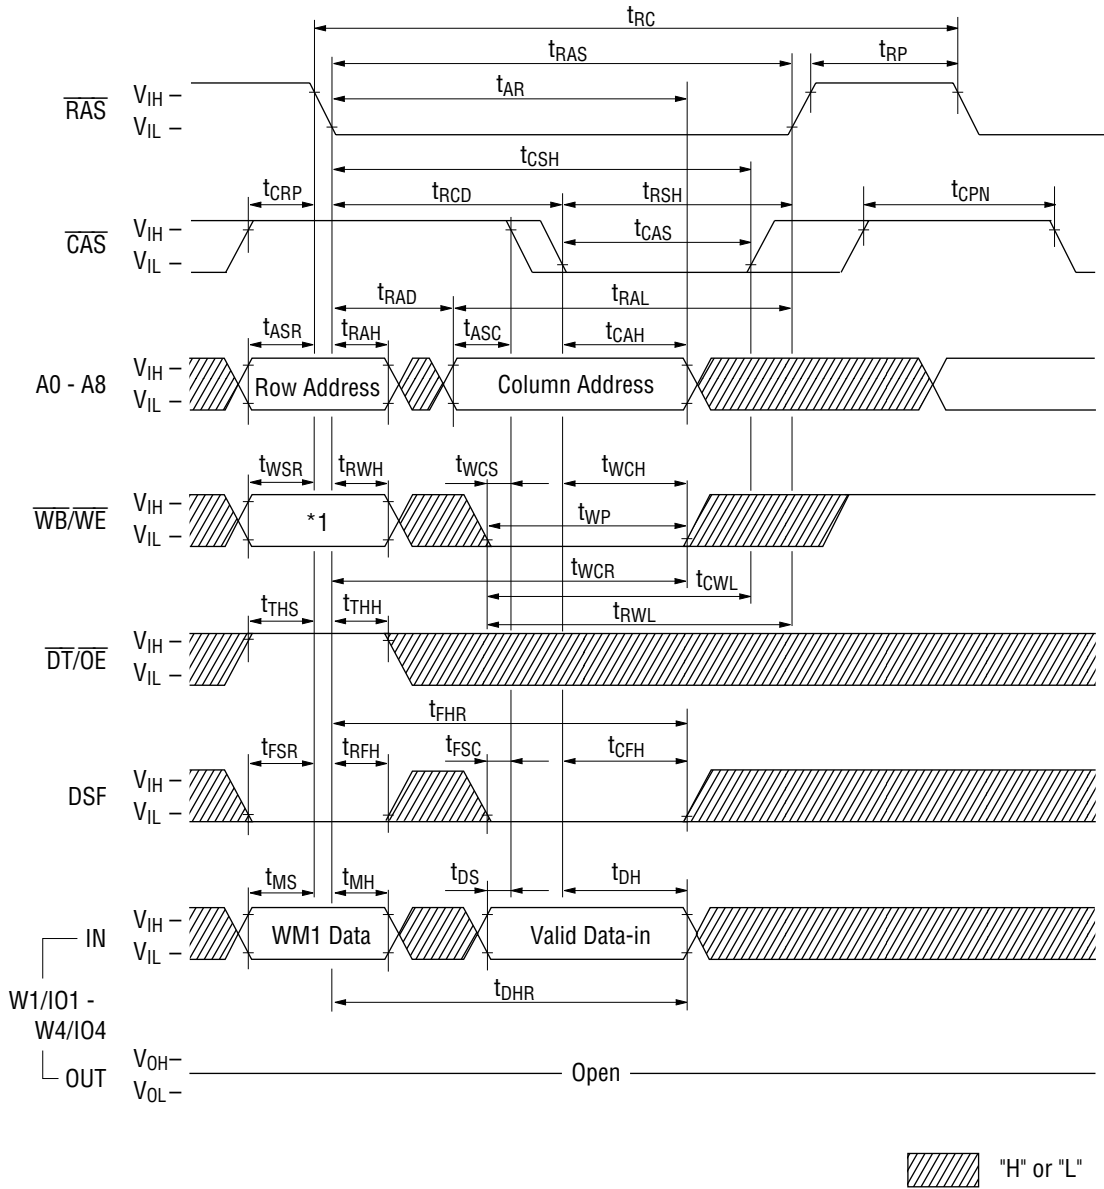 tRC
tRAS
tRP
tAR
RAS
VIH
VIL
tCSH
tCRP
tRCD
tRSH
tCPN
CAS
VIH
VIL
tCAS
tRAD
tRAL
tASR
tRAH
tASC
tCAH
A0 - A8
VIH
VIL
Row Address
Column Address
tWSR
tRWH
tWCS
tWCH
WB/WE
VIH
VIL
*1
tWP
tWCR
tCWL
tTHS
tTHH
tRWL
DT/OE
VIH
VIL
tFHR
tFSR
tRFH
tFSC
tCFH
DSF
VIH
VIL
tMS
tMH
tDS
tDH
IN
VIH
VIL
WM1 Data
Valid Data-in
tDHR
W1/IO1 -
W4/IO4
OUT
VOH
VOL
Open
"H" or "L"